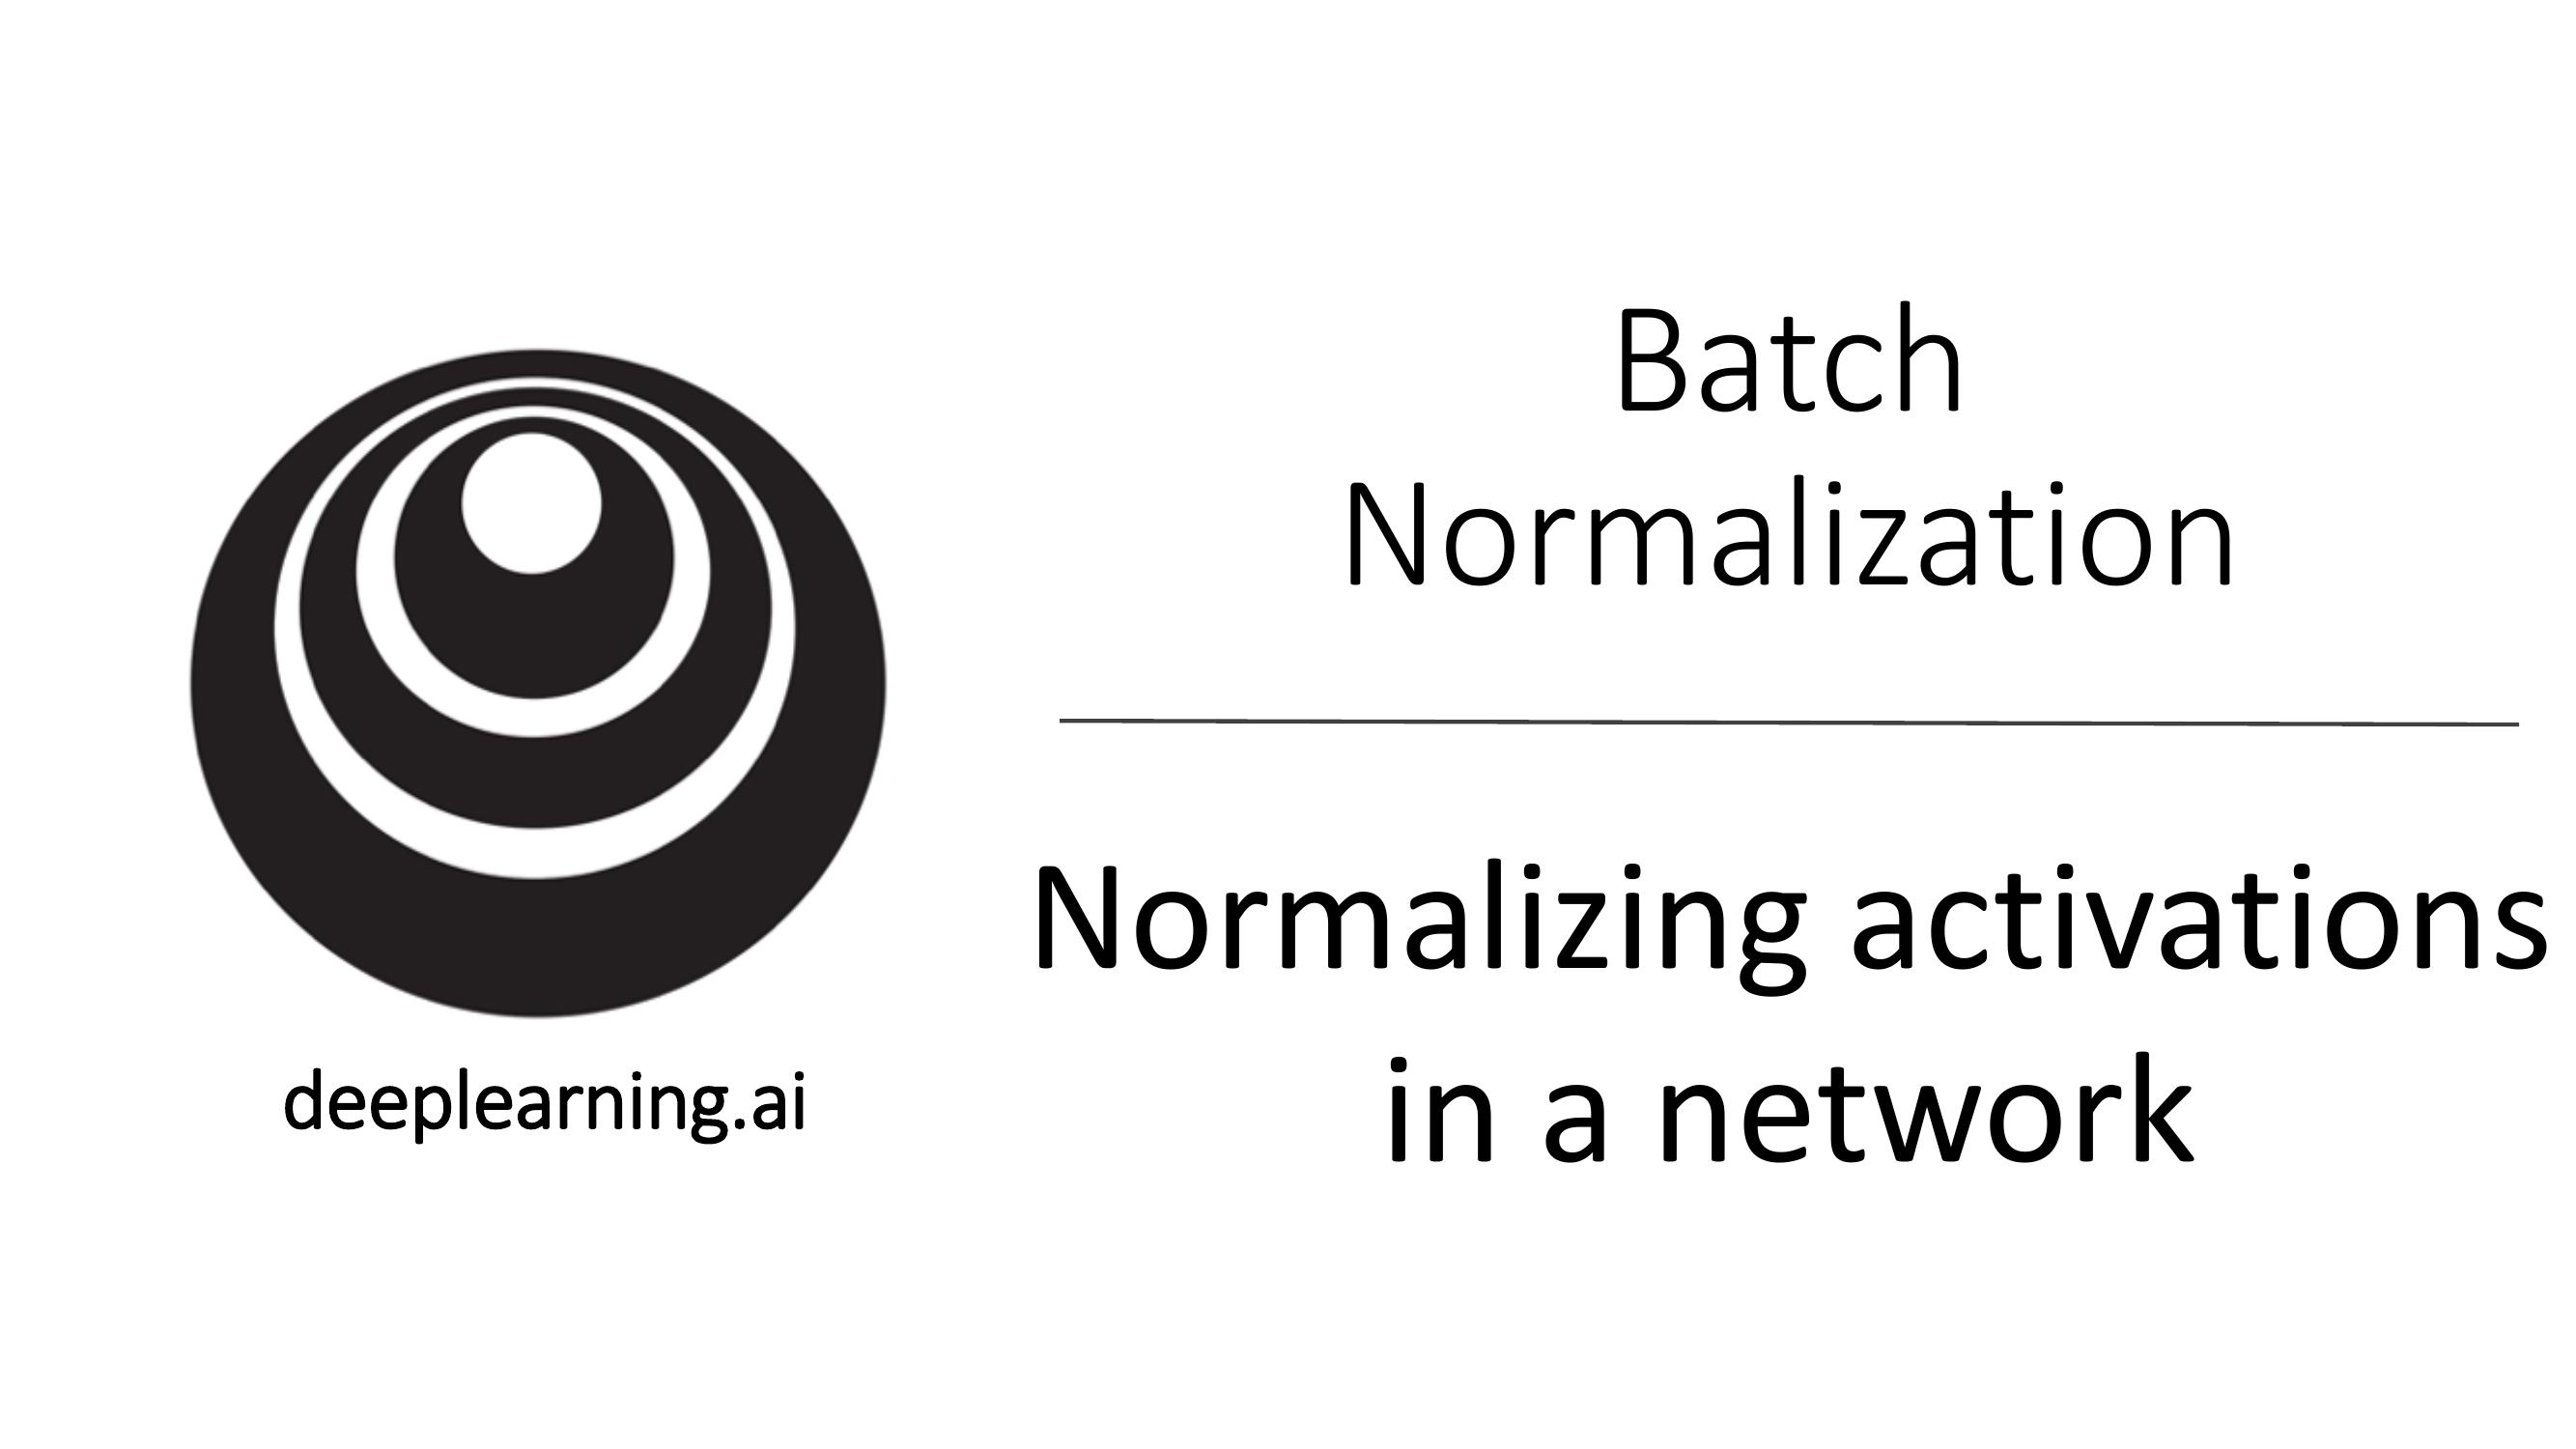 Batch
Normalization
Normalizing activations
in a network
deeplearning.ai